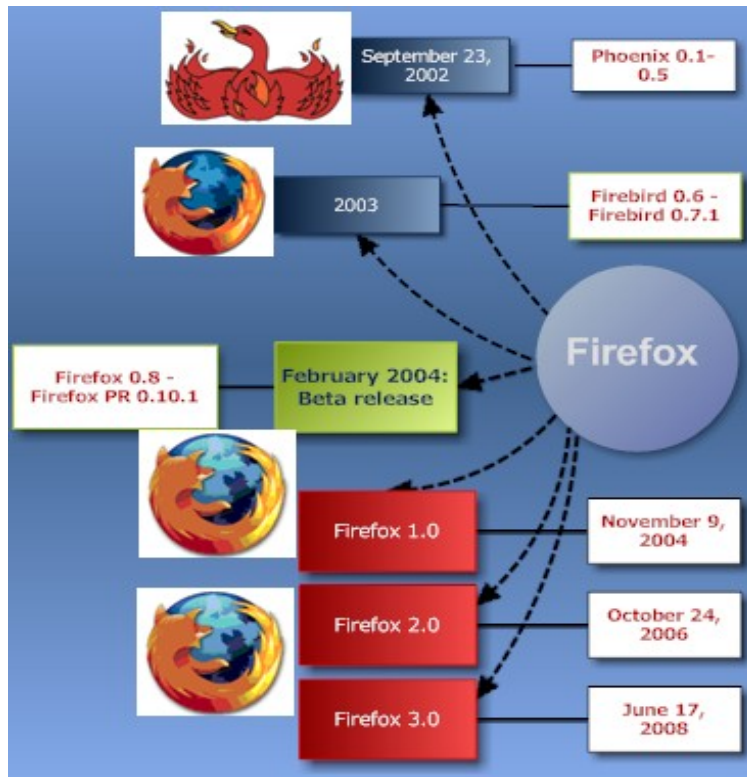 September 23,
2002
Phoenix 0.1-
0.5
2003
Firebird 0.6 -
Firebird 0.7.1
Firefox
Firefox 0.8 -
Firefox PR 0.10.1
February 2004:
Beta release
Firefox 1.0
November 9,
2004
Firefox 2.0
October 24,
2006
Firefox 3.0
June 17,
2008